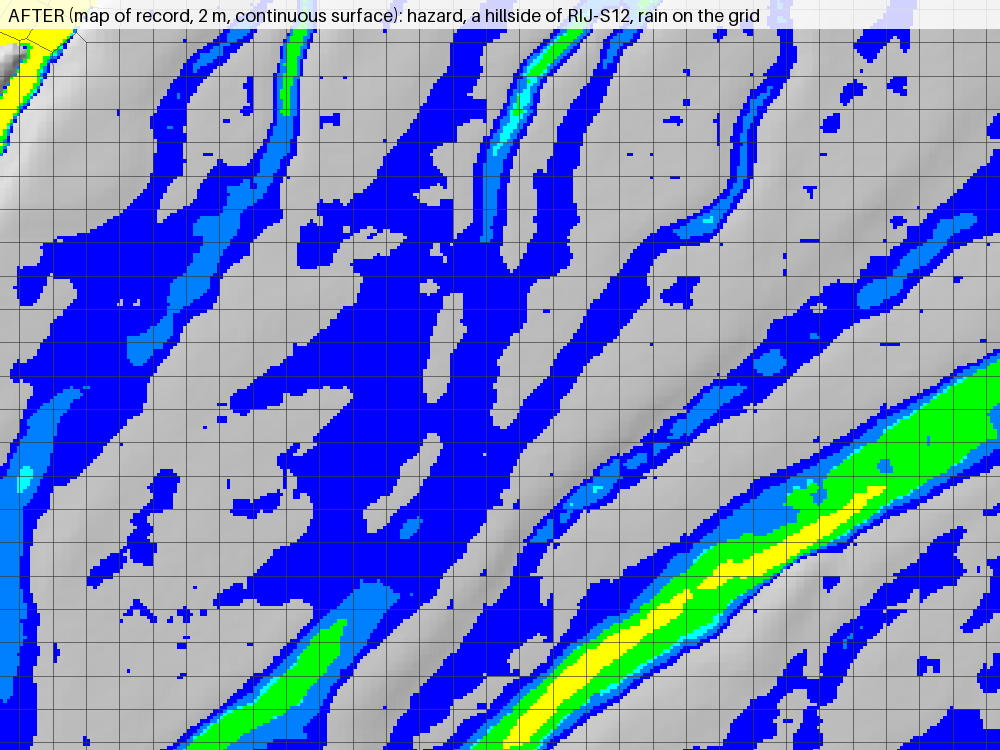 AFTER (map of record, 2 m, continuous surface): hazard, a hillside of RIJ-S12, rain on the grid